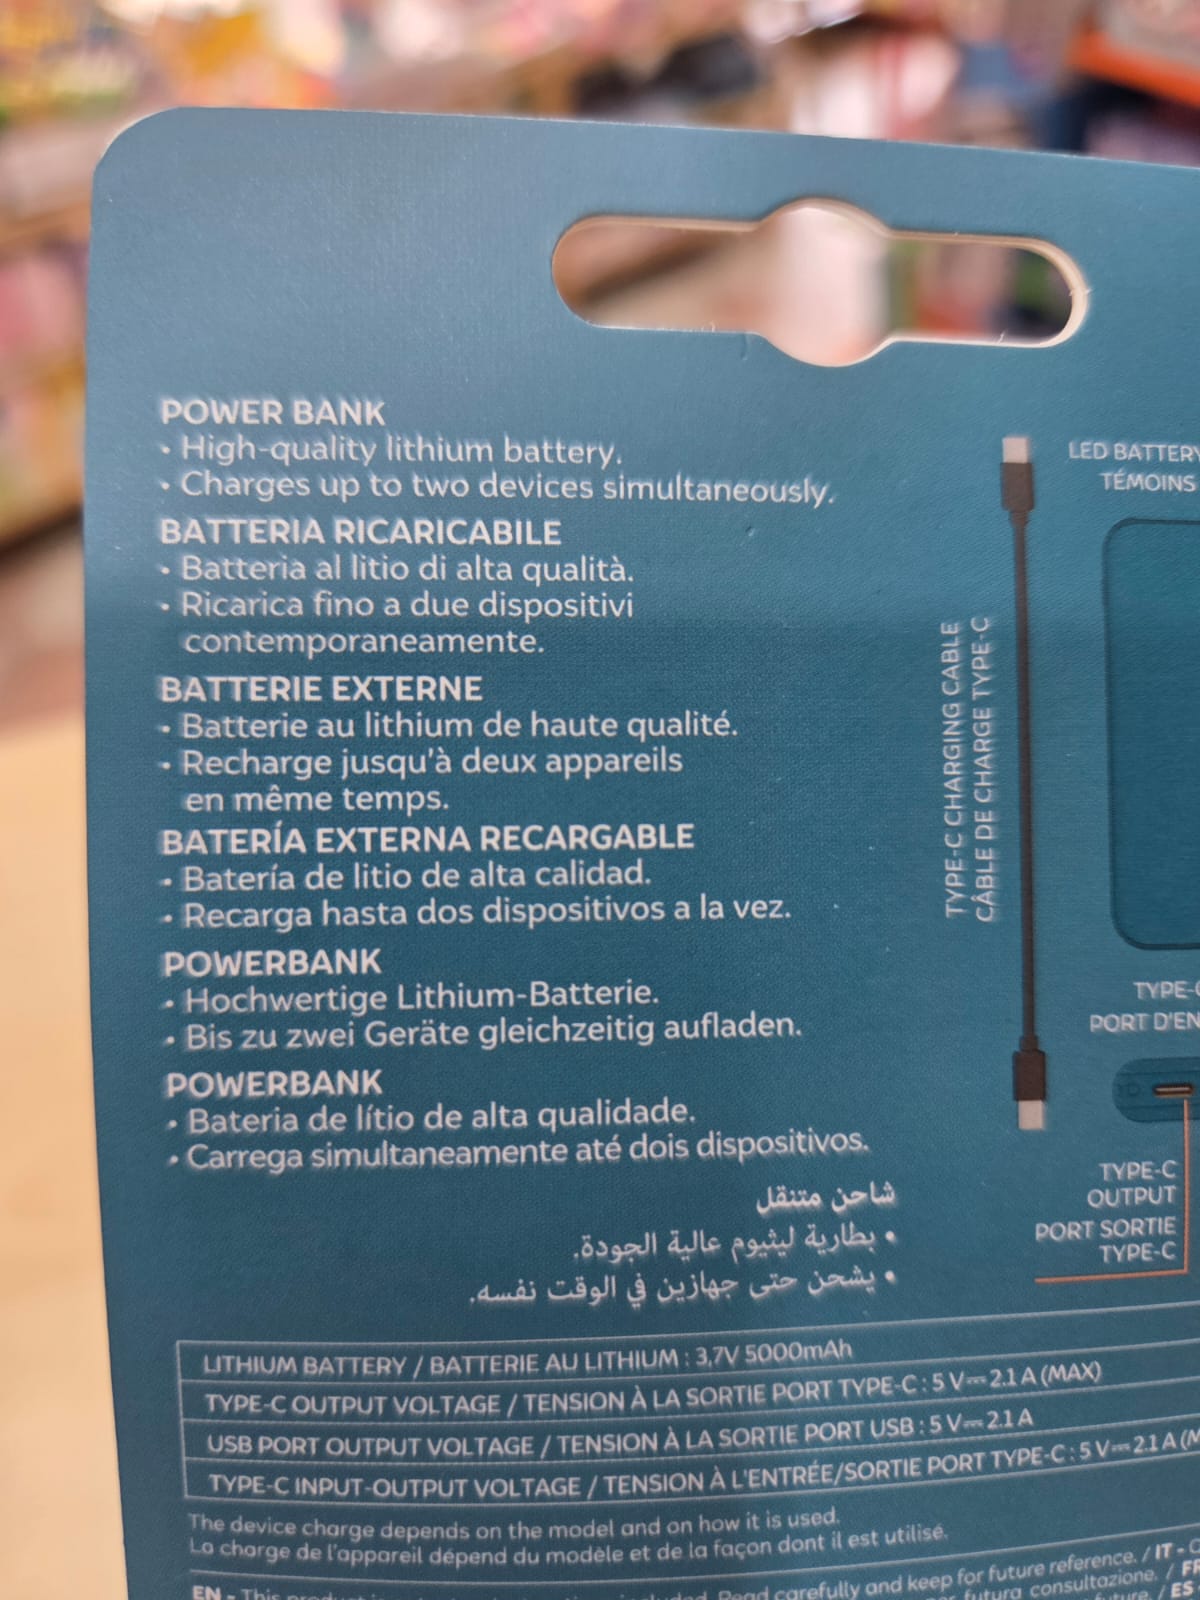 POWER BANK
• High-quality lithium battery.
• Charges up to two devices simultaneously.
BATTERIA RICARICABILE
• Batteria al litio di alta qualità.
• Ricarica fino a due dispositivi
contemporaneamente.
BATTERIE EXTERNE
• Batterie au lithium de haute qualité.
• Recharge jusqu'à deux appareils
en même temps.
BATERÍA EXTERNA RECARGABLE
• Batería de litio de alta calidad.
• Recarga hasta dos dispositivos a la vez.
POWERBANK
• Hochwertige Lithium-Batterie.
• Bis zu zwei Geräte gleichzeitig aufladen.
POWERBANK
• Bateria de lítio de alta qualidade.
• Carrega simultaneamente até dois dispositivos.
شاحن متنقل
• بطارية ليثيوم عالية الجودة.
• يشحن حتى جهازين في الوقت نفسه.
TYPE-C CHARGING CABLE
CÂBLE DE CHARGE TYPE-C
LED BATTERY
TÉMOINS
TYPE-C
PORT D'EN
TYPE-C
OUTPUT
PORT SORTIE
TYPE-C
LITHIUM BATTERY / BATTERIE AU LITHIUM : 3,7V 5000mAh
TYPE-C OUTPUT VOLTAGE / TENSION À LA SORTIE PORT TYPE-C : 5 V⎓ 2.1 A (MAX)
USB PORT OUTPUT VOLTAGE / TENSION À LA SORTIE PORT USB : 5 V⎓ 2.1 A
TYPE-C INPUT-OUTPUT VOLTAGE / TENSION À L'ENTRÉE/SORTIE PORT TYPE-C : 5 V⎓ 2.1 A (M
The device charge depends on the model and on how it is used.
La charge de l'appareil dépend du modèle et de la façon dont il est utilisé.
EN - This Read carefully and keep for future reference. / IT -
futura consultazione. / FR
future. / ES